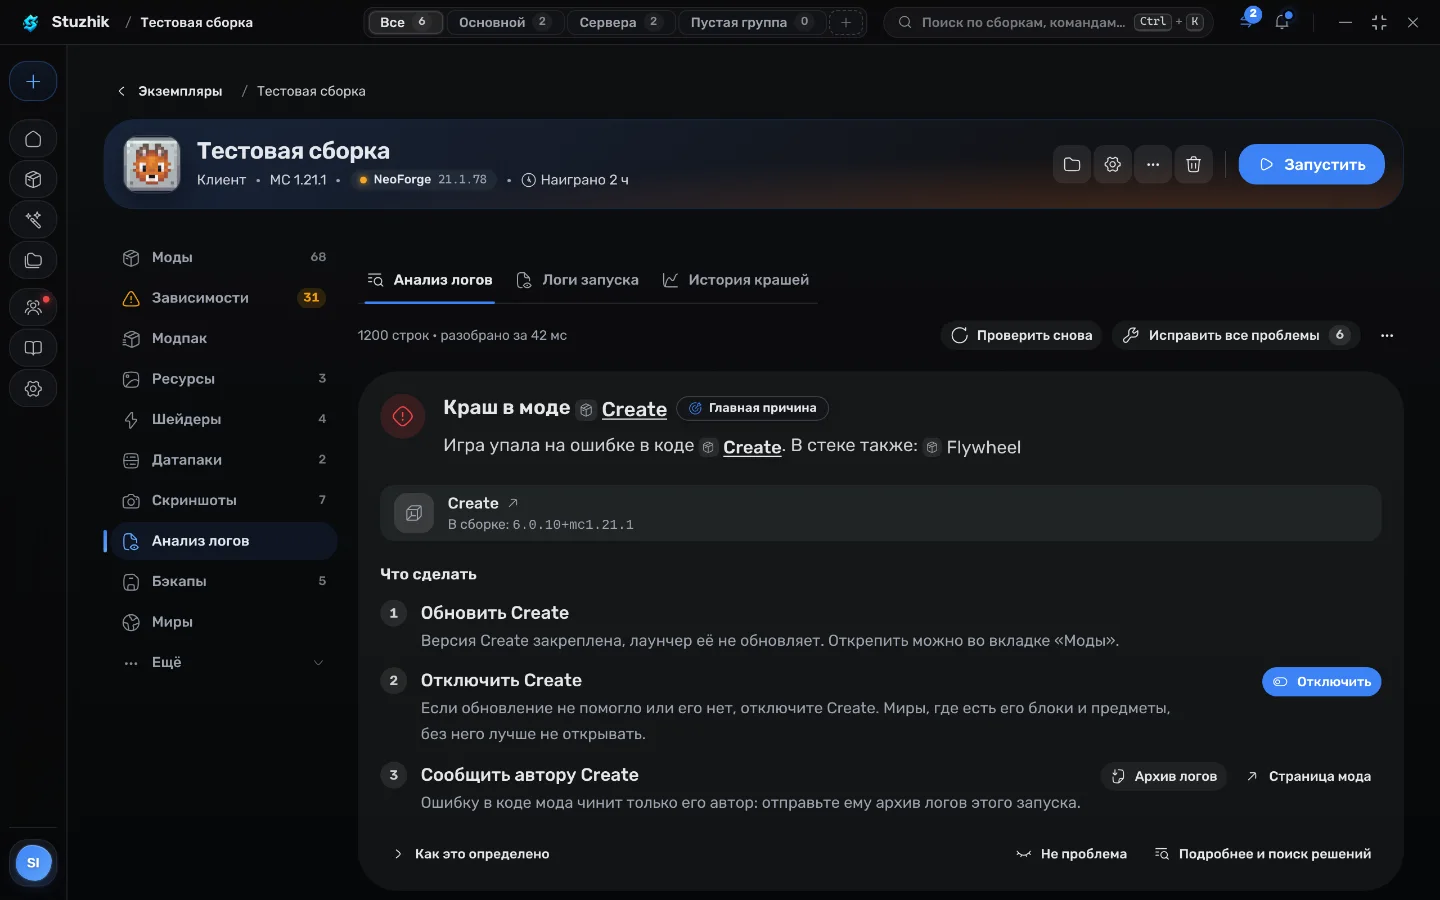 Stuzhik / Тестовая сборка
Все 6
Основной 2
Сервера 2
Пустая группа 0
+
Поиск по сборкам, командам… Ctrl + K
2
Экземпляры / Тестовая сборка
Тестовая сборка
Клиент • MC 1.21.1 • NeoForge 21.1.78 • Наиграно 2 ч
Запустить
Моды 68
Зависимости 31
Модпак
Ресурсы 3
Шейдеры 4
Датапаки 2
Скриншоты 7
Анализ логов
Бэкапы 5
Миры
Ещё
SI
Анализ логов
Логи запуска
История крашей
1200 строк • разобрано за 42 мс
Проверить снова
Исправить все проблемы 6
Краш в моде Create Главная причина
Игра упала на ошибке в коде Create. В стеке также: Flywheel
Create
В сборке: 6.0.10+mc1.21.1
Что сделать
1 Обновить Create
Версия Create закреплена, лаунчер её не обновляет. Открепить можно во вкладке «Моды».
2 Отключить Create
Отключить
Если обновление не помогло или его нет, отключите Create. Миры, где есть его блоки и предметы,
без него лучше не открывать.
3 Сообщить автору Create
Архив логов
Страница мода
Ошибку в коде мода чинит только его автор: отправьте ему архив логов этого запуска.
Как это определено
Не проблема
Подробнее и поиск решений